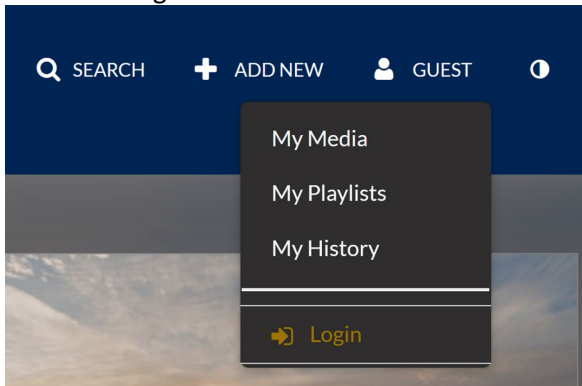 SEARCH ADD NEW GUEST
My Media
My Playlists
My History
Login